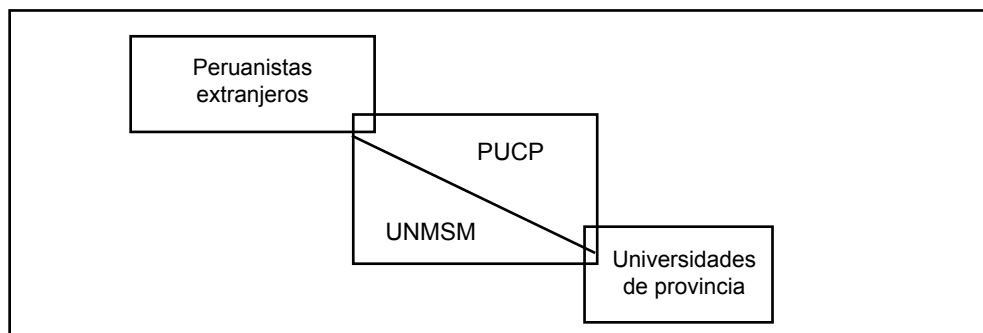 Peruanistas
extranjeros
PUCP
UNMSM
Universidades
de provincia